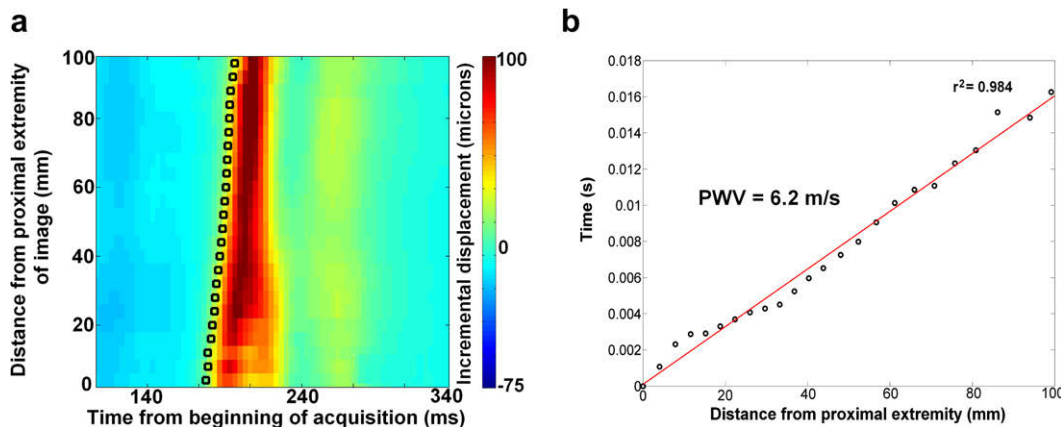 a
Distance from proximal extremity
of image (mm)
100
80
60
40
20
0
140
240
340
Time from beginning of acquisition (ms)
100
0
-75
Incremental displacement (microns)
b
0.018
0.016
0.014
0.012
0.010
0.008
0.006
0.004
0.002
0
0
20
40
60
80
100
Time (s)
Distance from proximal extremity (mm)
r²= 0.984
PWV = 6.2 m/s